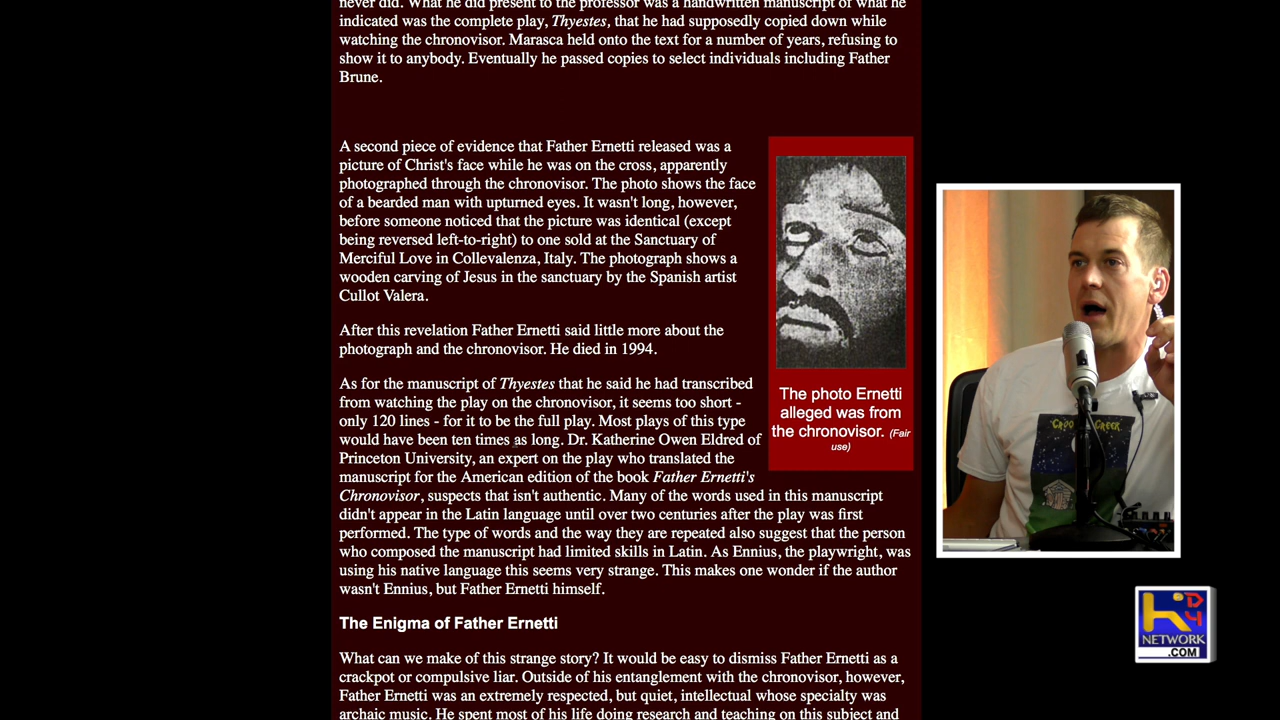 never did. What he did present to the professor was a handwritten manuscript of what he
indicated was the complete play, Thyestes, that he had supposedly copied down while
watching the chronovisor. Marasca held onto the text for a number of years, refusing to
show it to anybody. Eventually he passed copies to select individuals including Father
Brune.
A second piece of evidence that Father Ernetti released was a
picture of Christ's face while he was on the cross, apparently
photographed through the chronovisor. The photo shows the face
of a bearded man with upturned eyes. It wasn't long, however,
before someone noticed that the picture was identical (except
being reversed left-to-right) to one sold at the Sanctuary of
Merciful Love in Collevalenza, Italy. The photograph shows a
wooden carving of Jesus in the sanctuary by the Spanish artist
Cullot Valera.
After this revelation Father Ernetti said little more about the
photograph and the chronovisor. He died in 1994.
As for the manuscript of Thyestes that he said he had transcribed
from watching the play on the chronovisor, it seems too short -
only 120 lines - for it to be the full play. Most plays of this type
would have been ten times as long. Dr. Katherine Owen Eldred of
Princeton University, an expert on the play who translated the
manuscript for the American edition of the book Father Ernetti's
Chronovisor, suspects that isn't authentic. Many of the words used in this manuscript
didn't appear in the Latin language until over two centuries after the play was first
performed. The type of words and the way they are repeated also suggest that the person
who composed the manuscript had limited skills in Latin. As Ennius, the playwright, was
using his native language this seems very strange. This makes one wonder if the author
wasn't Ennius, but Father Ernetti himself.
The Enigma of Father Ernetti
What can we make of this strange story? It would be easy to dismiss Father Ernetti as a
crackpot or compulsive liar. Outside of his entanglement with the chronovisor, however,
Father Ernetti was an extremely respected, but quiet, intellectual whose specialty was
archaic music. He spent most of his life doing research and teaching on this subject and
The photo Ernetti
alleged was from
the chronovisor. (Fair
use)
NETWORK
.COM